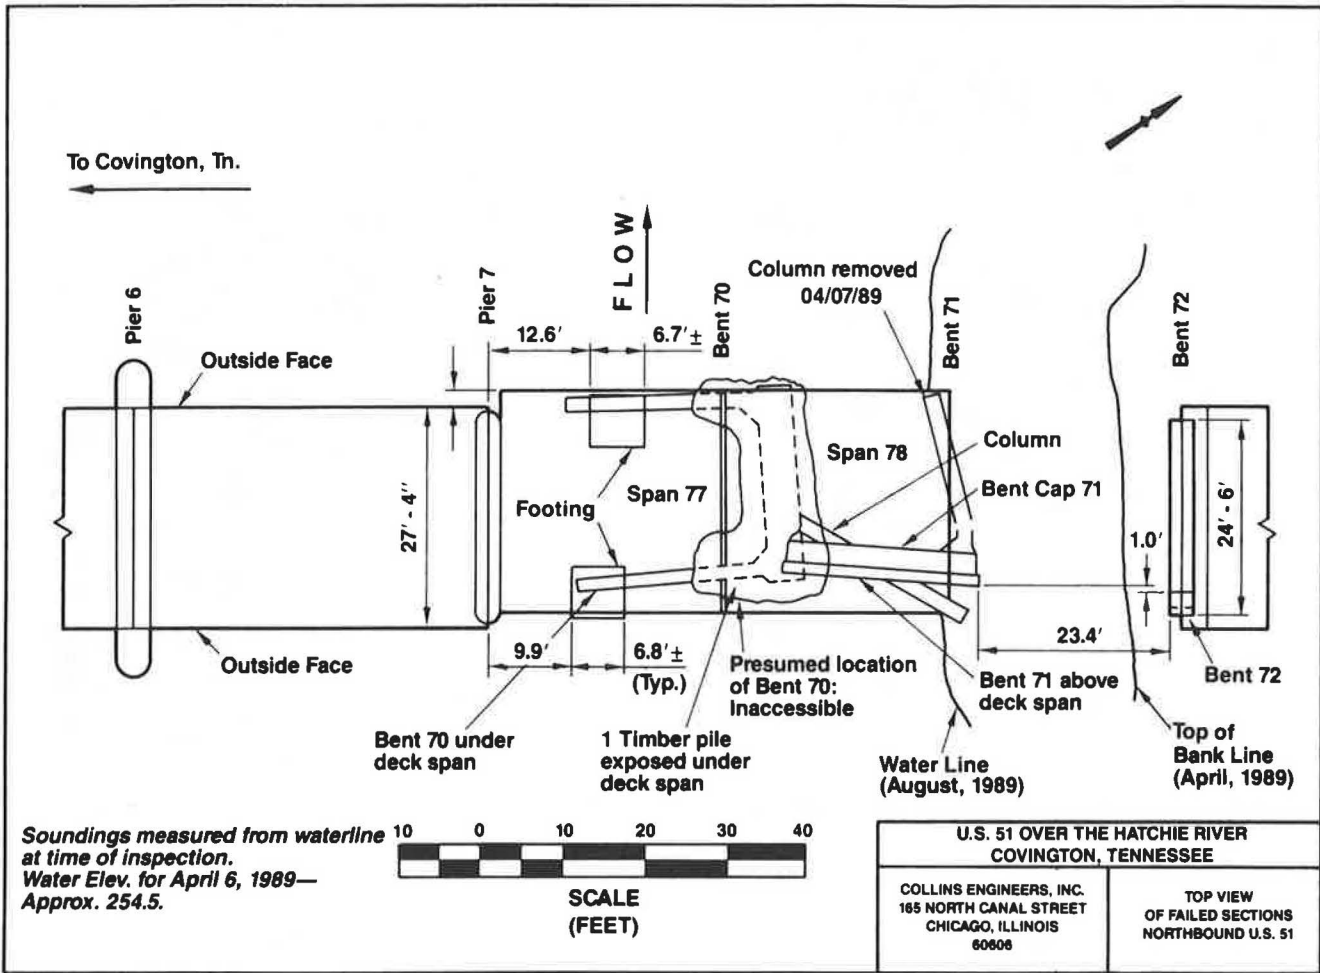 To Covington, Tn.
Pier 6
Outside Face
Pier 7
12.6'
FLOW
6.7'±
Bent 70
Column removed
04/07/89
Bent 71
Bent 72
27' - 4"
Footing
Span 77
Span 78
Column
Bent Cap 71
1.0'
24' - 6'
23.4'
Outside Face
9.9'
6.8'±
(Typ.)
Presumed location
of Bent 70:
Inaccessible
Bent 71 above
deck span
Bent 72
Bent 70 under
deck span
1 Timber pile
exposed under
deck span
Water Line
(August, 1989)
Top of
Bank Line
(April, 1989)
Soundings measured from waterline
at time of inspection.
Water Elev. for April 6, 1989—
Approx. 254.5.
10 0 10 20 30 40
SCALE
(FEET)
U.S. 51 OVER THE HATCHIE RIVER
COVINGTON, TENNESSEE
COLLINS ENGINEERS, INC.
165 NORTH CANAL STREET
CHICAGO, ILLINOIS
60606
TOP VIEW
OF FAILED SECTIONS
NORTHBOUND U.S. 51